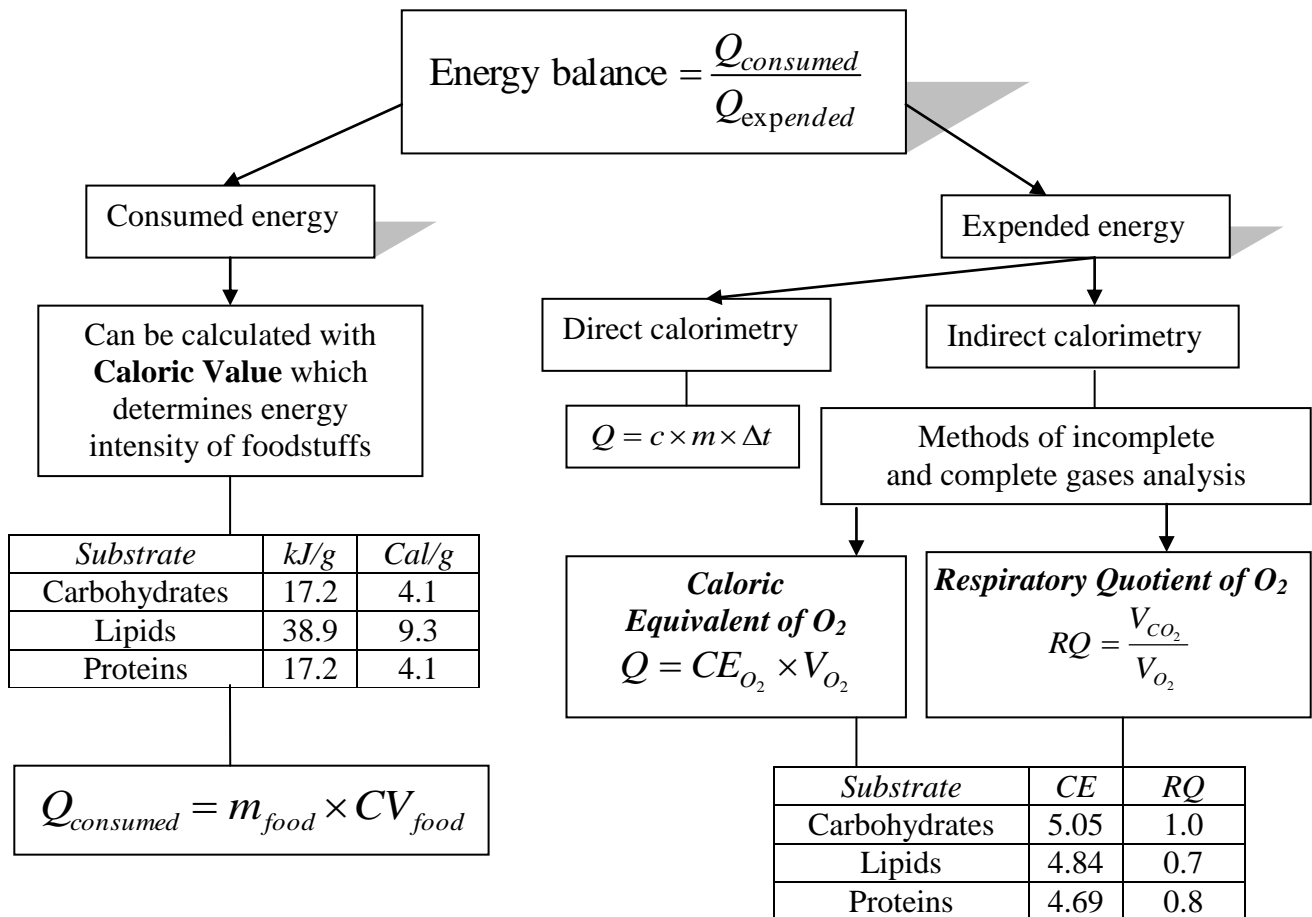 Energy balance = Q_consumed / Q_expended
Consumed energy
Expended energy
Can be calculated with
Caloric Value which
determines energy
intensity of foodstuffs
Direct calorimetry
Indirect calorimetry
Q = c × m × Δt
Methods of incomplete
and complete gases analysis
Substrate kJ/g Cal/g
Carbohydrates 17.2 4.1
Lipids 38.9 9.3
Proteins 17.2 4.1
Caloric
Equivalent of O₂
Q = CE_O₂ × V_O₂
Respiratory Quotient of O₂
RQ = V_CO₂ / V_O₂
Q_consumed = m_food × CV_food
Substrate CE RQ
Carbohydrates 5.05 1.0
Lipids 4.84 0.7
Proteins 4.69 0.8